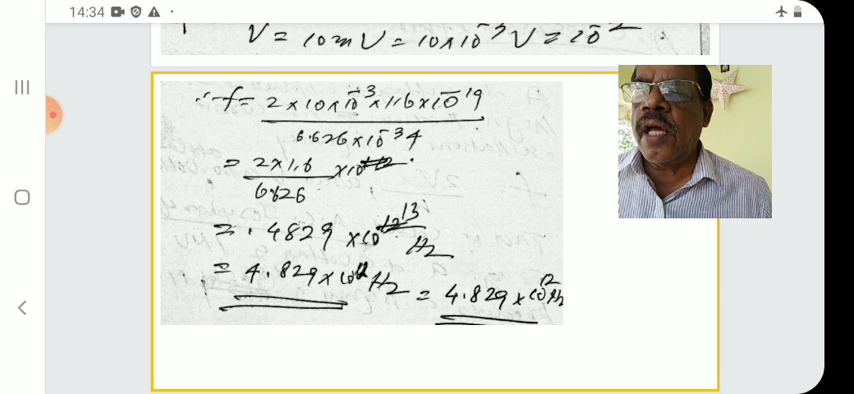 14:34
V = 10mV = 10×10⁻³V = 10⁻²
∴ f = 2×10×10⁻³×1.6×10⁻¹⁹
6.626×10⁻³⁴
= 2×1.6 ×10
6.626
= .4829 ×10¹³ Hz
= 4.829×10¹² Hz = 4.829×10¹² Hz